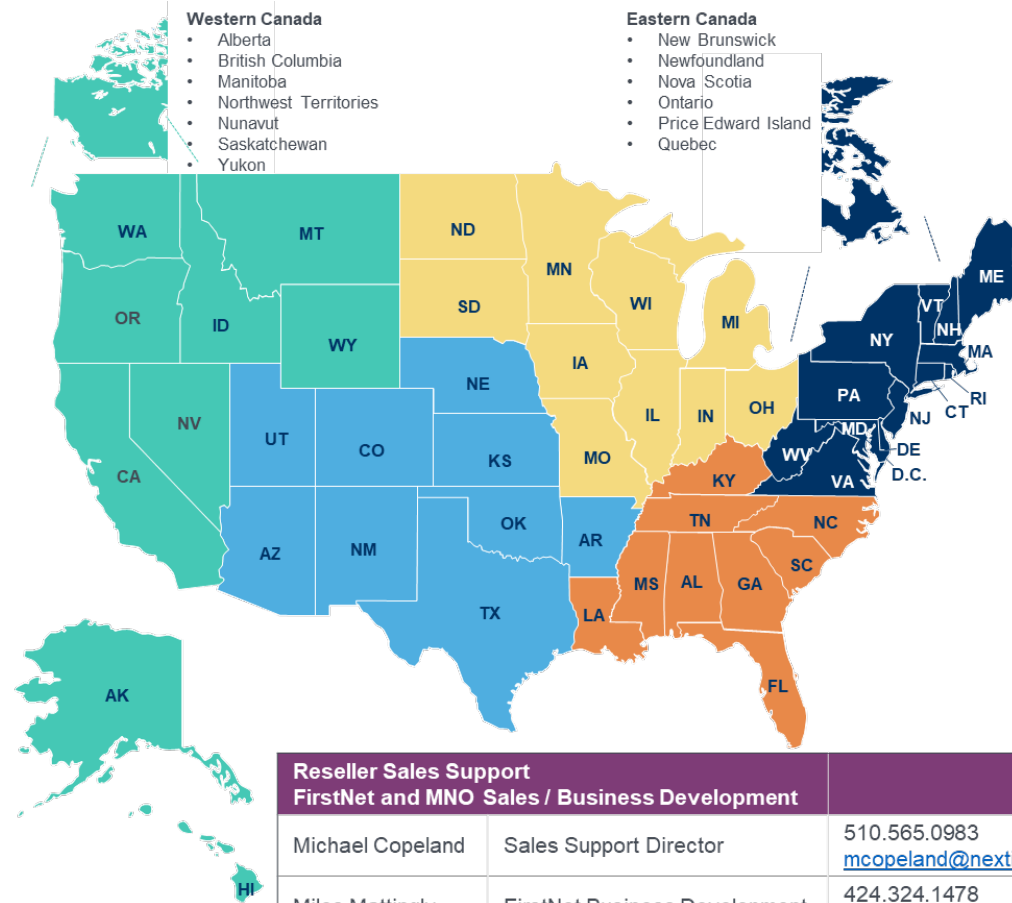 Western Canada
• Alberta
• British Columbia
• Manitoba
• Northwest Territories
• Nunavut
• Saskatchewan
• Yukon
Eastern Canada
• New Brunswick
• Newfoundland
• Nova Scotia
• Ontario
• Price Edward Island
• Quebec
WA
MT
ND
MN
OR
ID
WY
SD
WI
MI
NY
VT
NH
ME
MA
RI
CT
NJ
PA
NV
CA
UT
CO
NE
IA
IL
IN
OH
MD
DE
D.C.
WV
VA
KS
MO
KY
AZ
NM
OK
AR
TN
NC
SC
TX
LA
MS
AL
GA
FL
AK
HI
Reseller Sales Support
FirstNet and MNO Sales / Business Development
Michael Copeland Sales Support Director 510.565.0983
mcopeland@nexti
424.324.1478